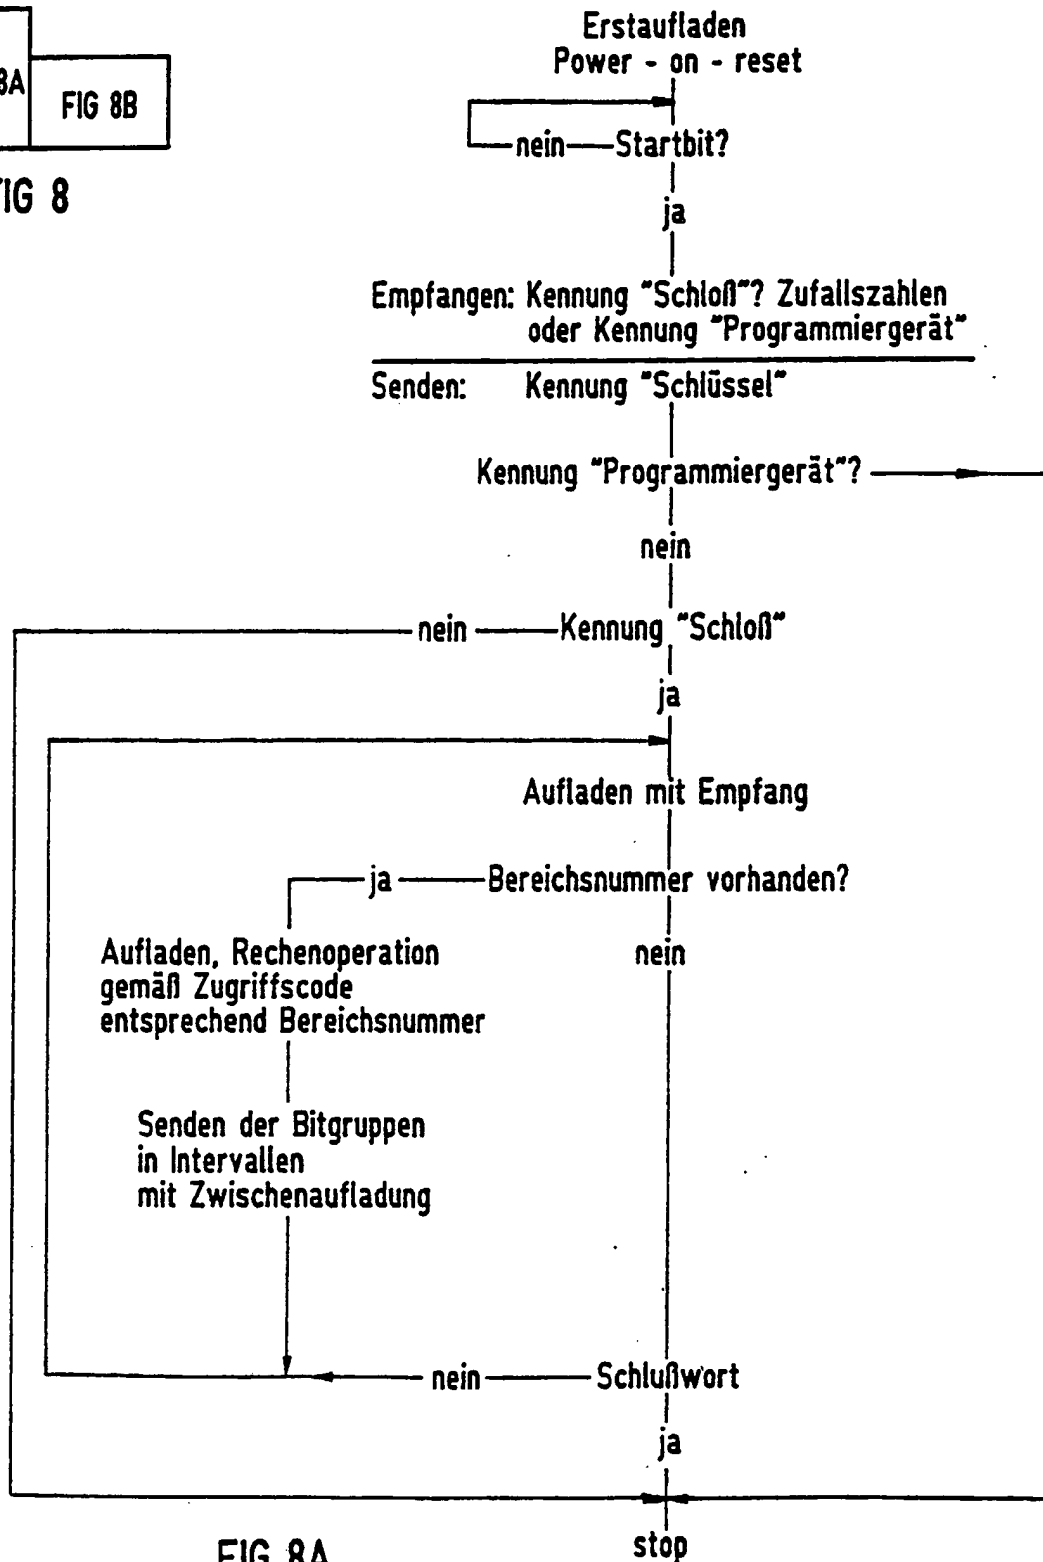 8A
FIG 8B
FIG 8
Erstaufladen
Power - on - reset
nein
Startbit?
ja
Empfangen: Kennung "Schloß"? Zufallszahlen
oder Kennung "Programmiergerät"
Senden: Kennung "Schlüssel"
Kennung "Programmiergerät"?
nein
nein
Kennung "Schloß"
ja
Aufladen mit Empfang
ja
Bereichsnummer vorhanden?
Aufladen, Rechenoperation
gemäß Zugriffscode
entsprechend Bereichsnummer
nein
Senden der Bitgruppen
in Intervallen
mit Zwischenaufladung
nein
Schlußwort
ja
stop
FIG 8A